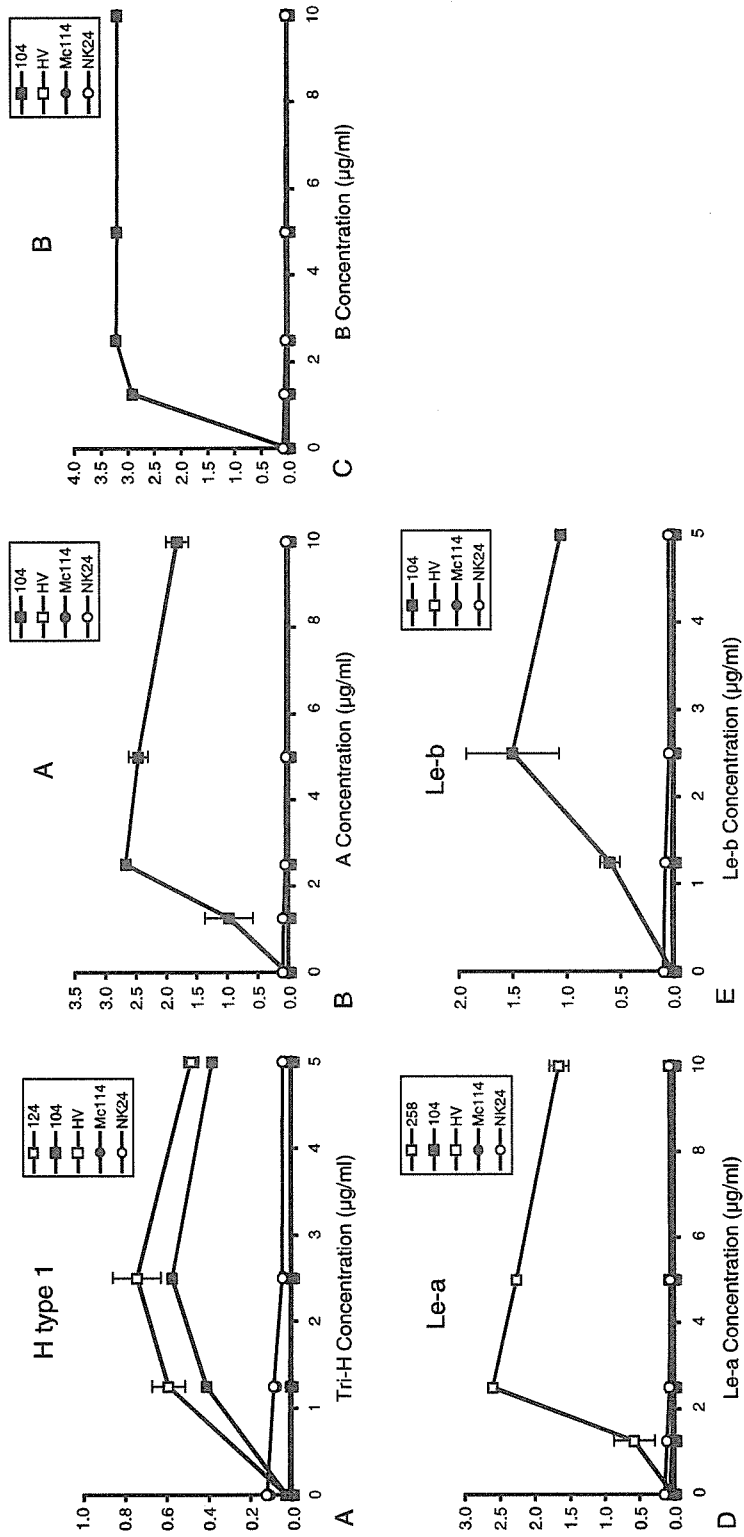 H type 1
124
104
HV
Mc114
NK24
1.0
0.8
0.6
0.4
0.2
0.0
0 1 2 3 4 5
Tri-H Concentration (µg/ml)
A
A
104
HV
Mc114
NK24
3.5
3.0
2.5
2.0
1.5
1.0
0.5
0.0
0 2 4 6 8 10
A Concentration (µg/ml)
B
B
104
HV
Mc114
NK24
4.0
3.5
3.0
2.5
2.0
1.5
1.0
0.5
0.0
0 2 4 6 8 10
B Concentration (µg/ml)
C
Le-a
258
104
HV
Mc114
NK24
3.0
2.5
2.0
1.5
1.0
0.5
0.0
0 2 4 6 8 10
Le-a Concentration (µg/ml)
D
Le-b
104
HV
Mc114
NK24
2.0
1.5
1.0
0.5
0.0
0 1 2 3 4 5
Le-b Concentration (µg/ml)
E